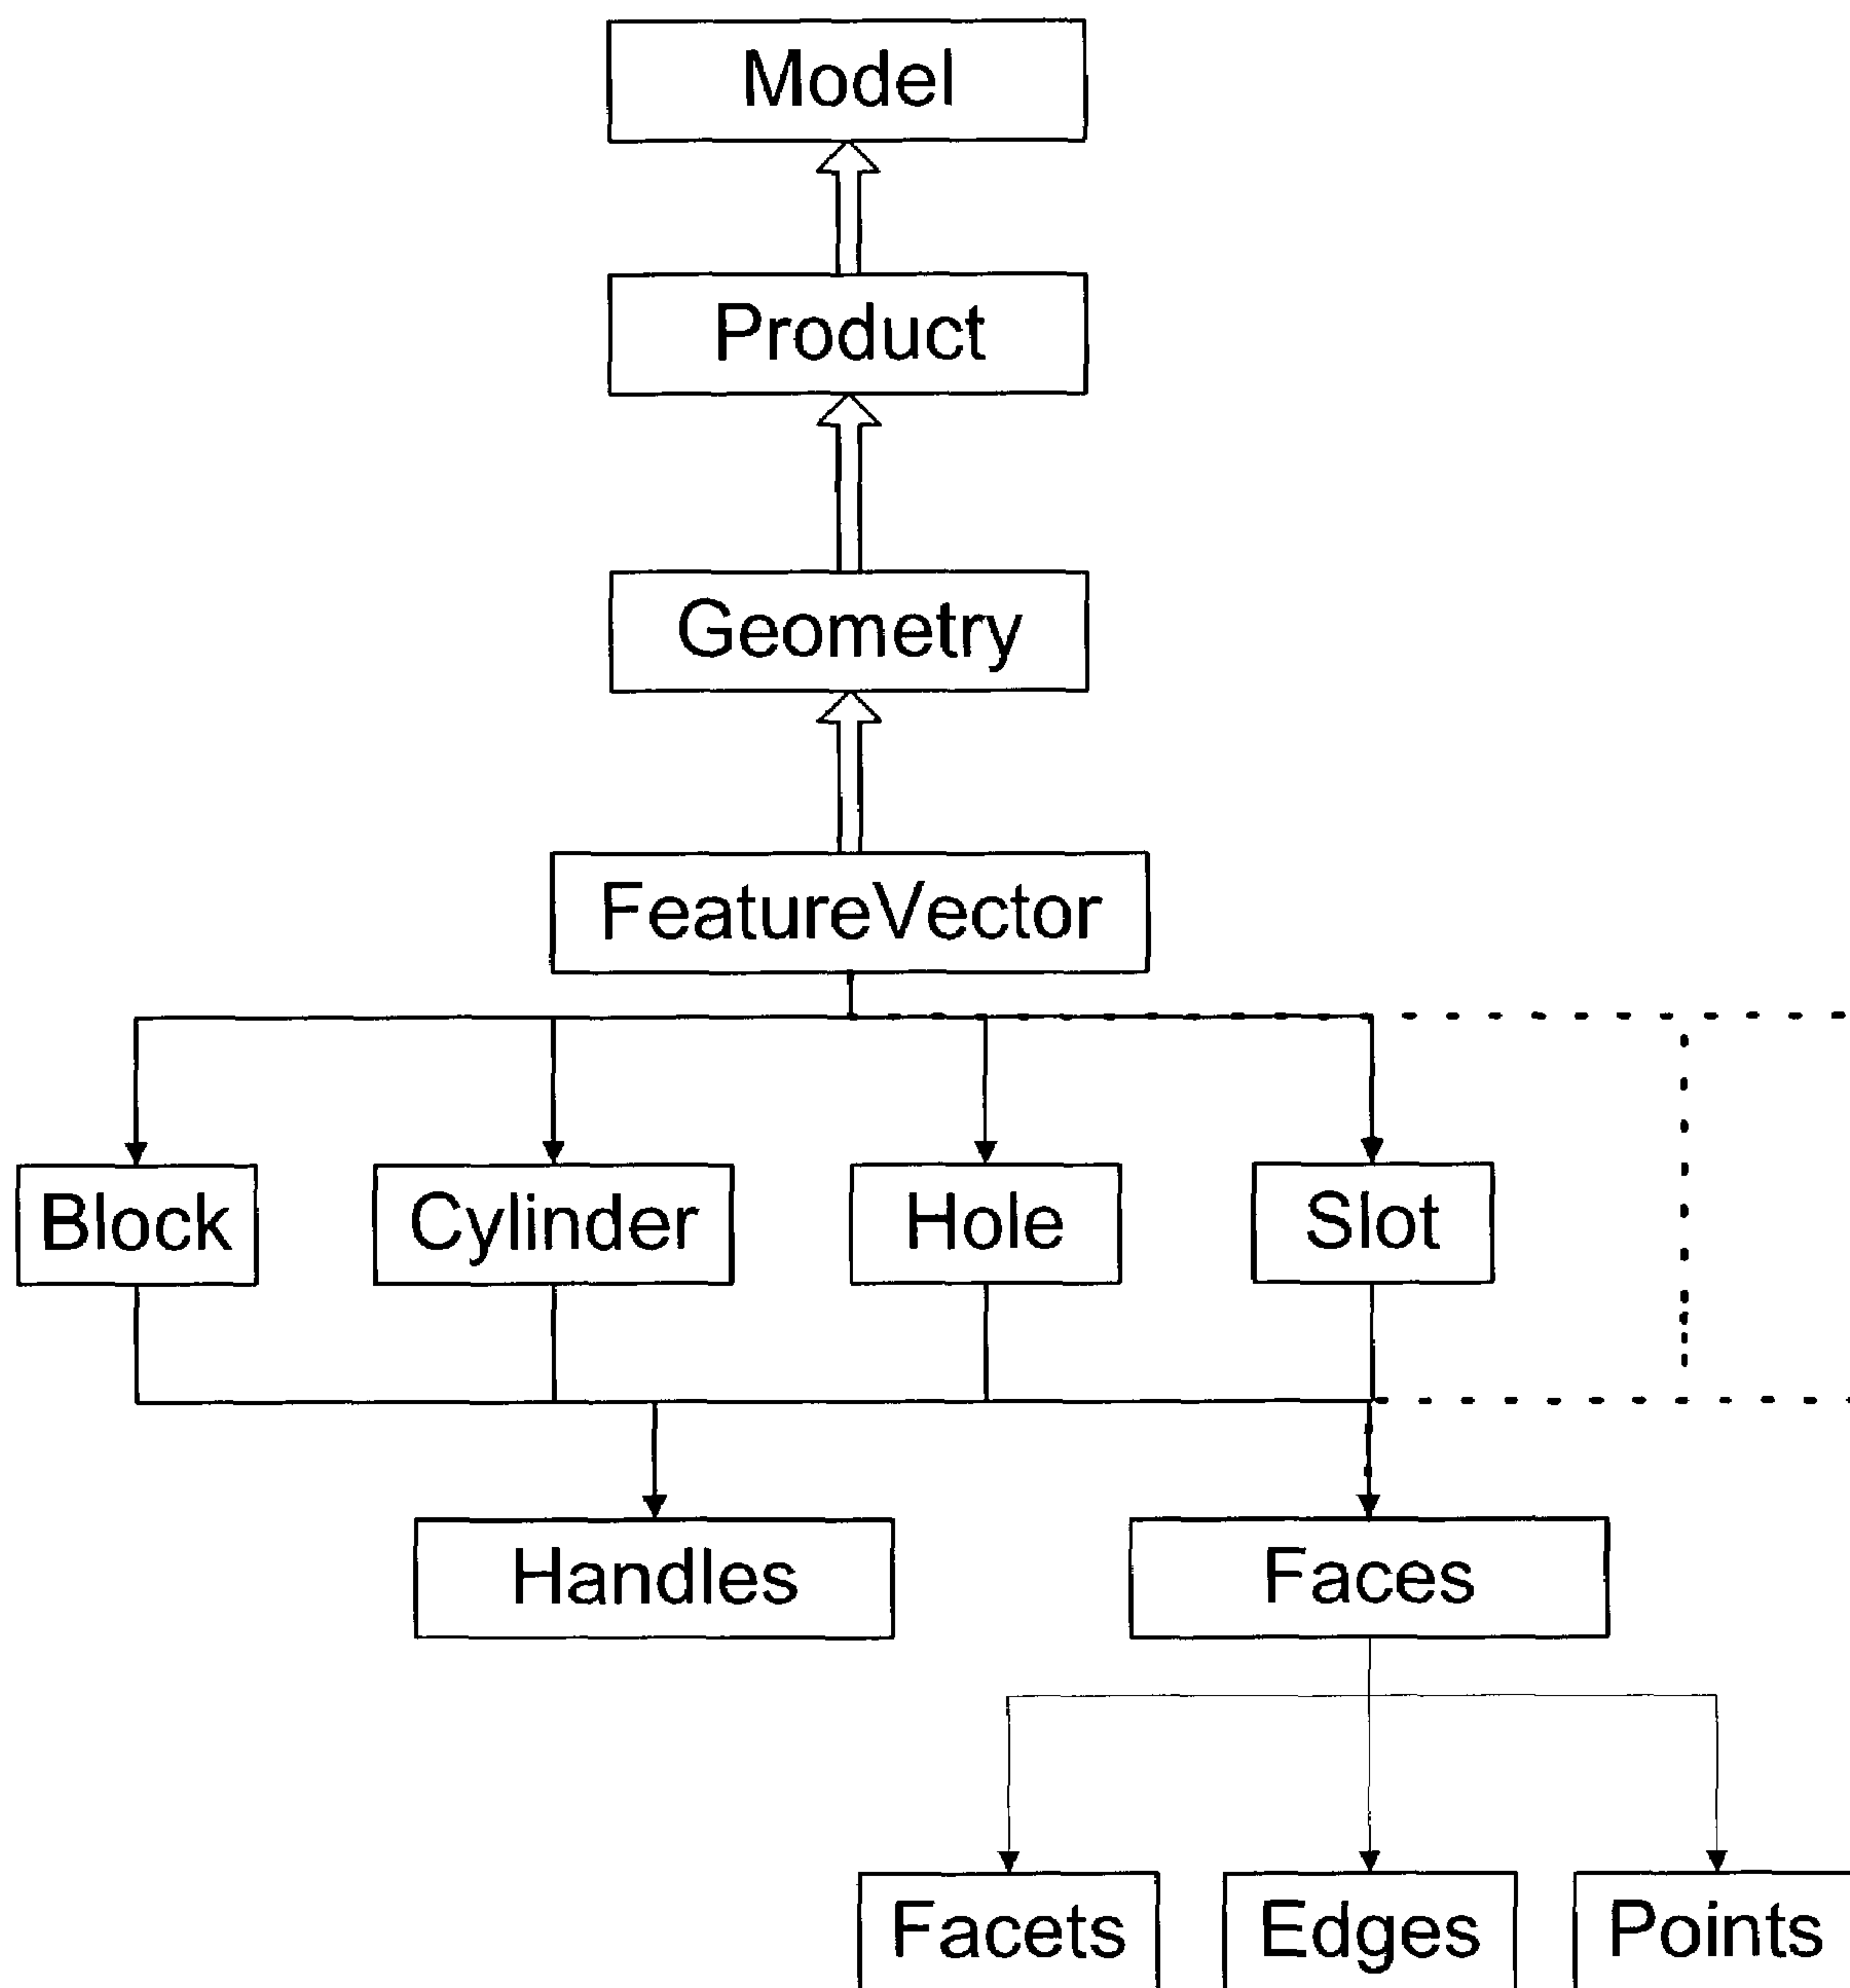 Model
Product
Geometry
FeatureVector
Block
Cylinder
Hole
Slot
Handles
Faces
Facets
Edges
Points